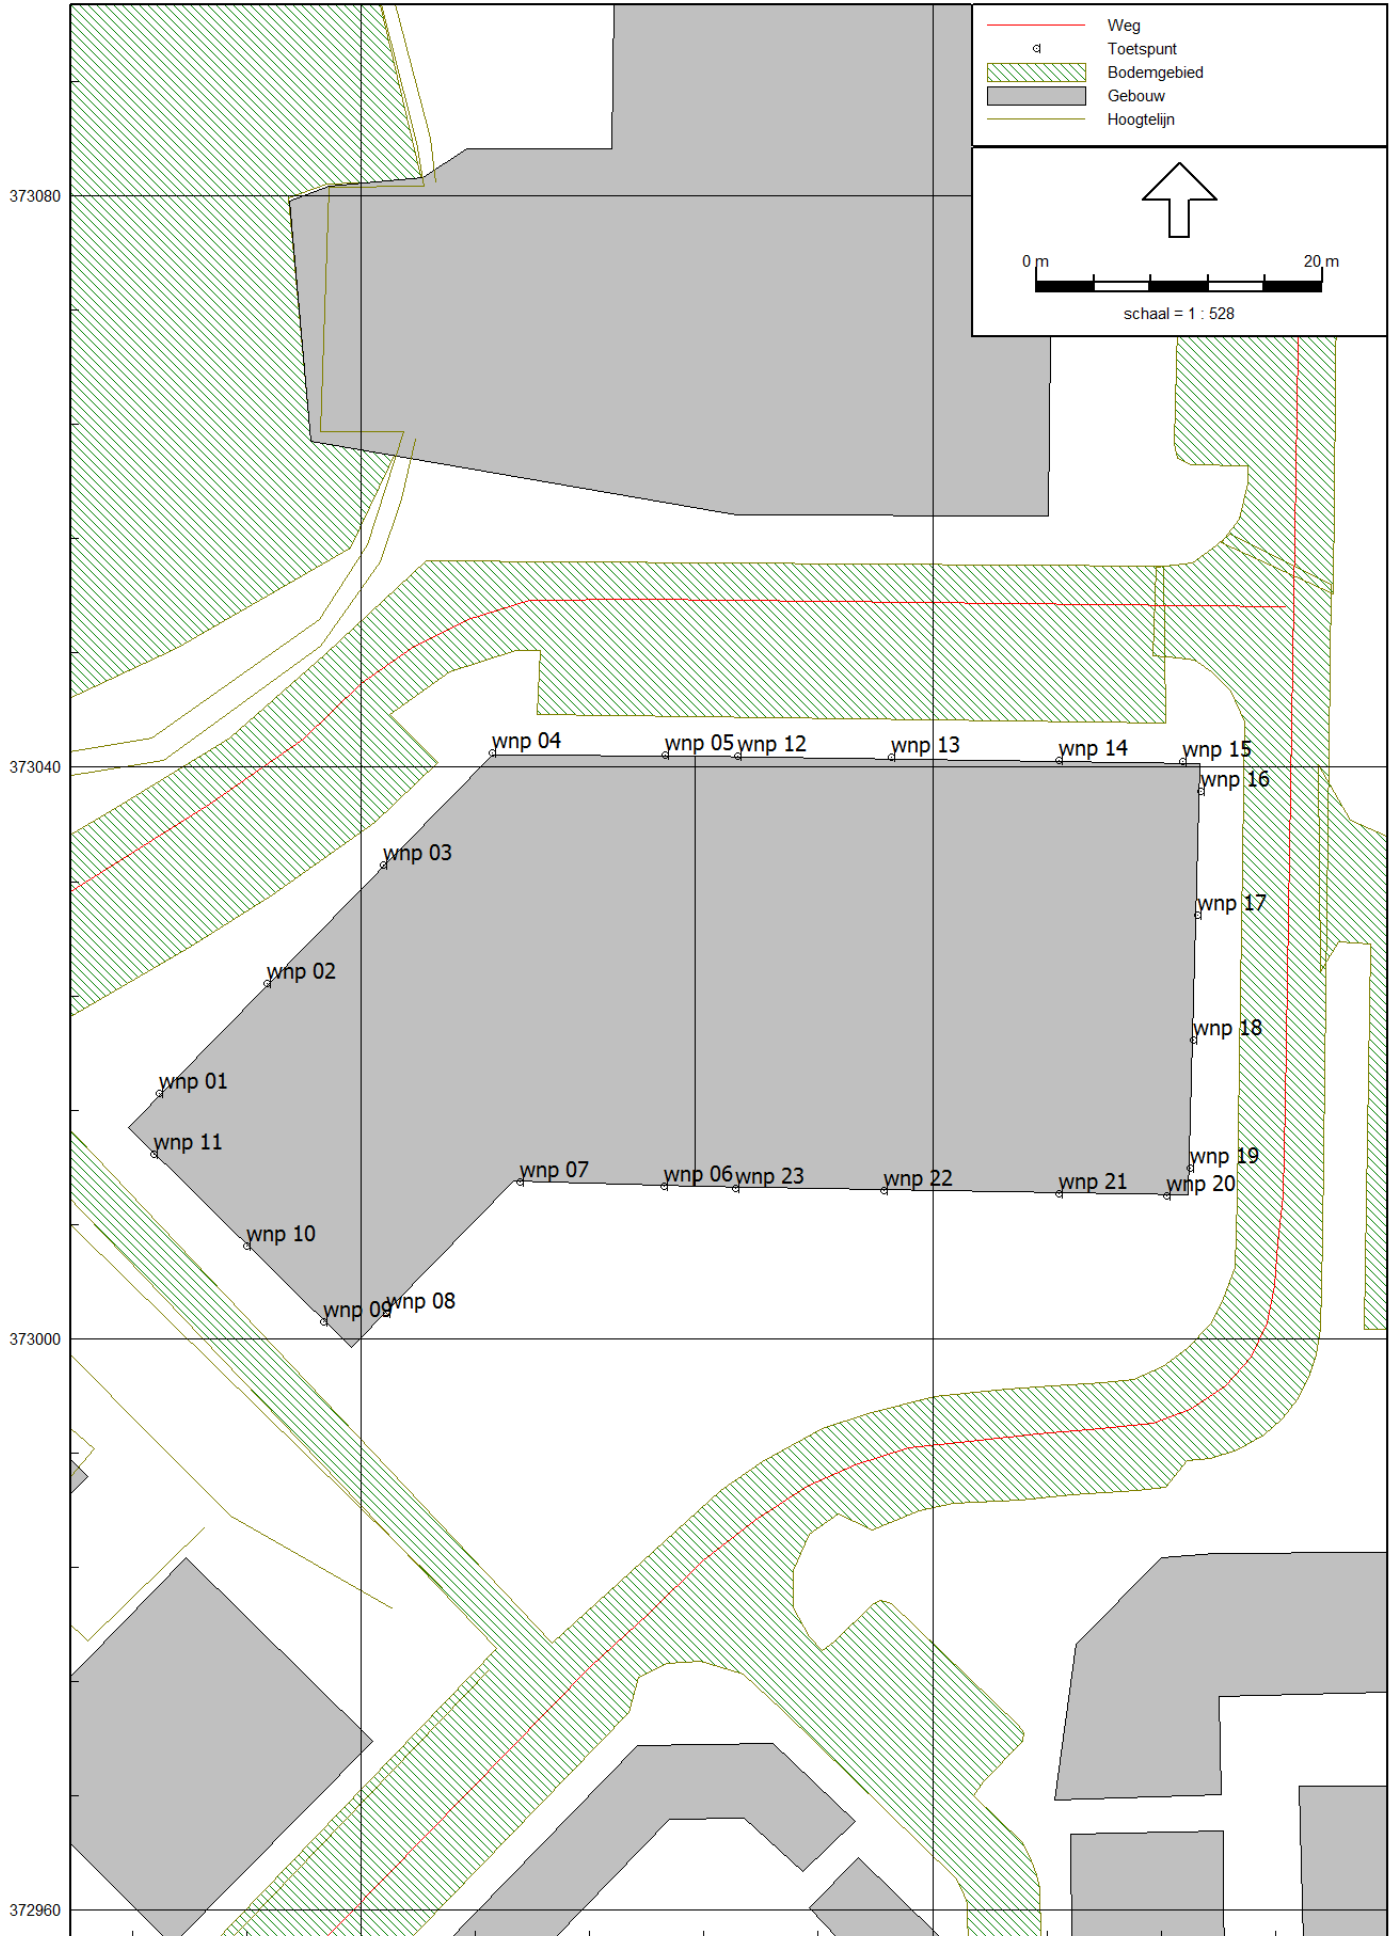 Weg
Toetspunt
Bodemgebied
Gebouw
Hoogtelijn
373080
0 m 20 m
schaal = 1 : 528
wnp 04
wnp 05
wnp 12
wnp 13
wnp 14
wnp 15
373040
wnp 16
wnp 03
wnp 17
wnp 02
wnp 18
wnp 01
wnp 11
wnp 07
wnp 06
wnp 23
wnp 22
wnp 21
wnp 19
wnp 20
wnp 10
wnp 09
wnp 08
373000
372960